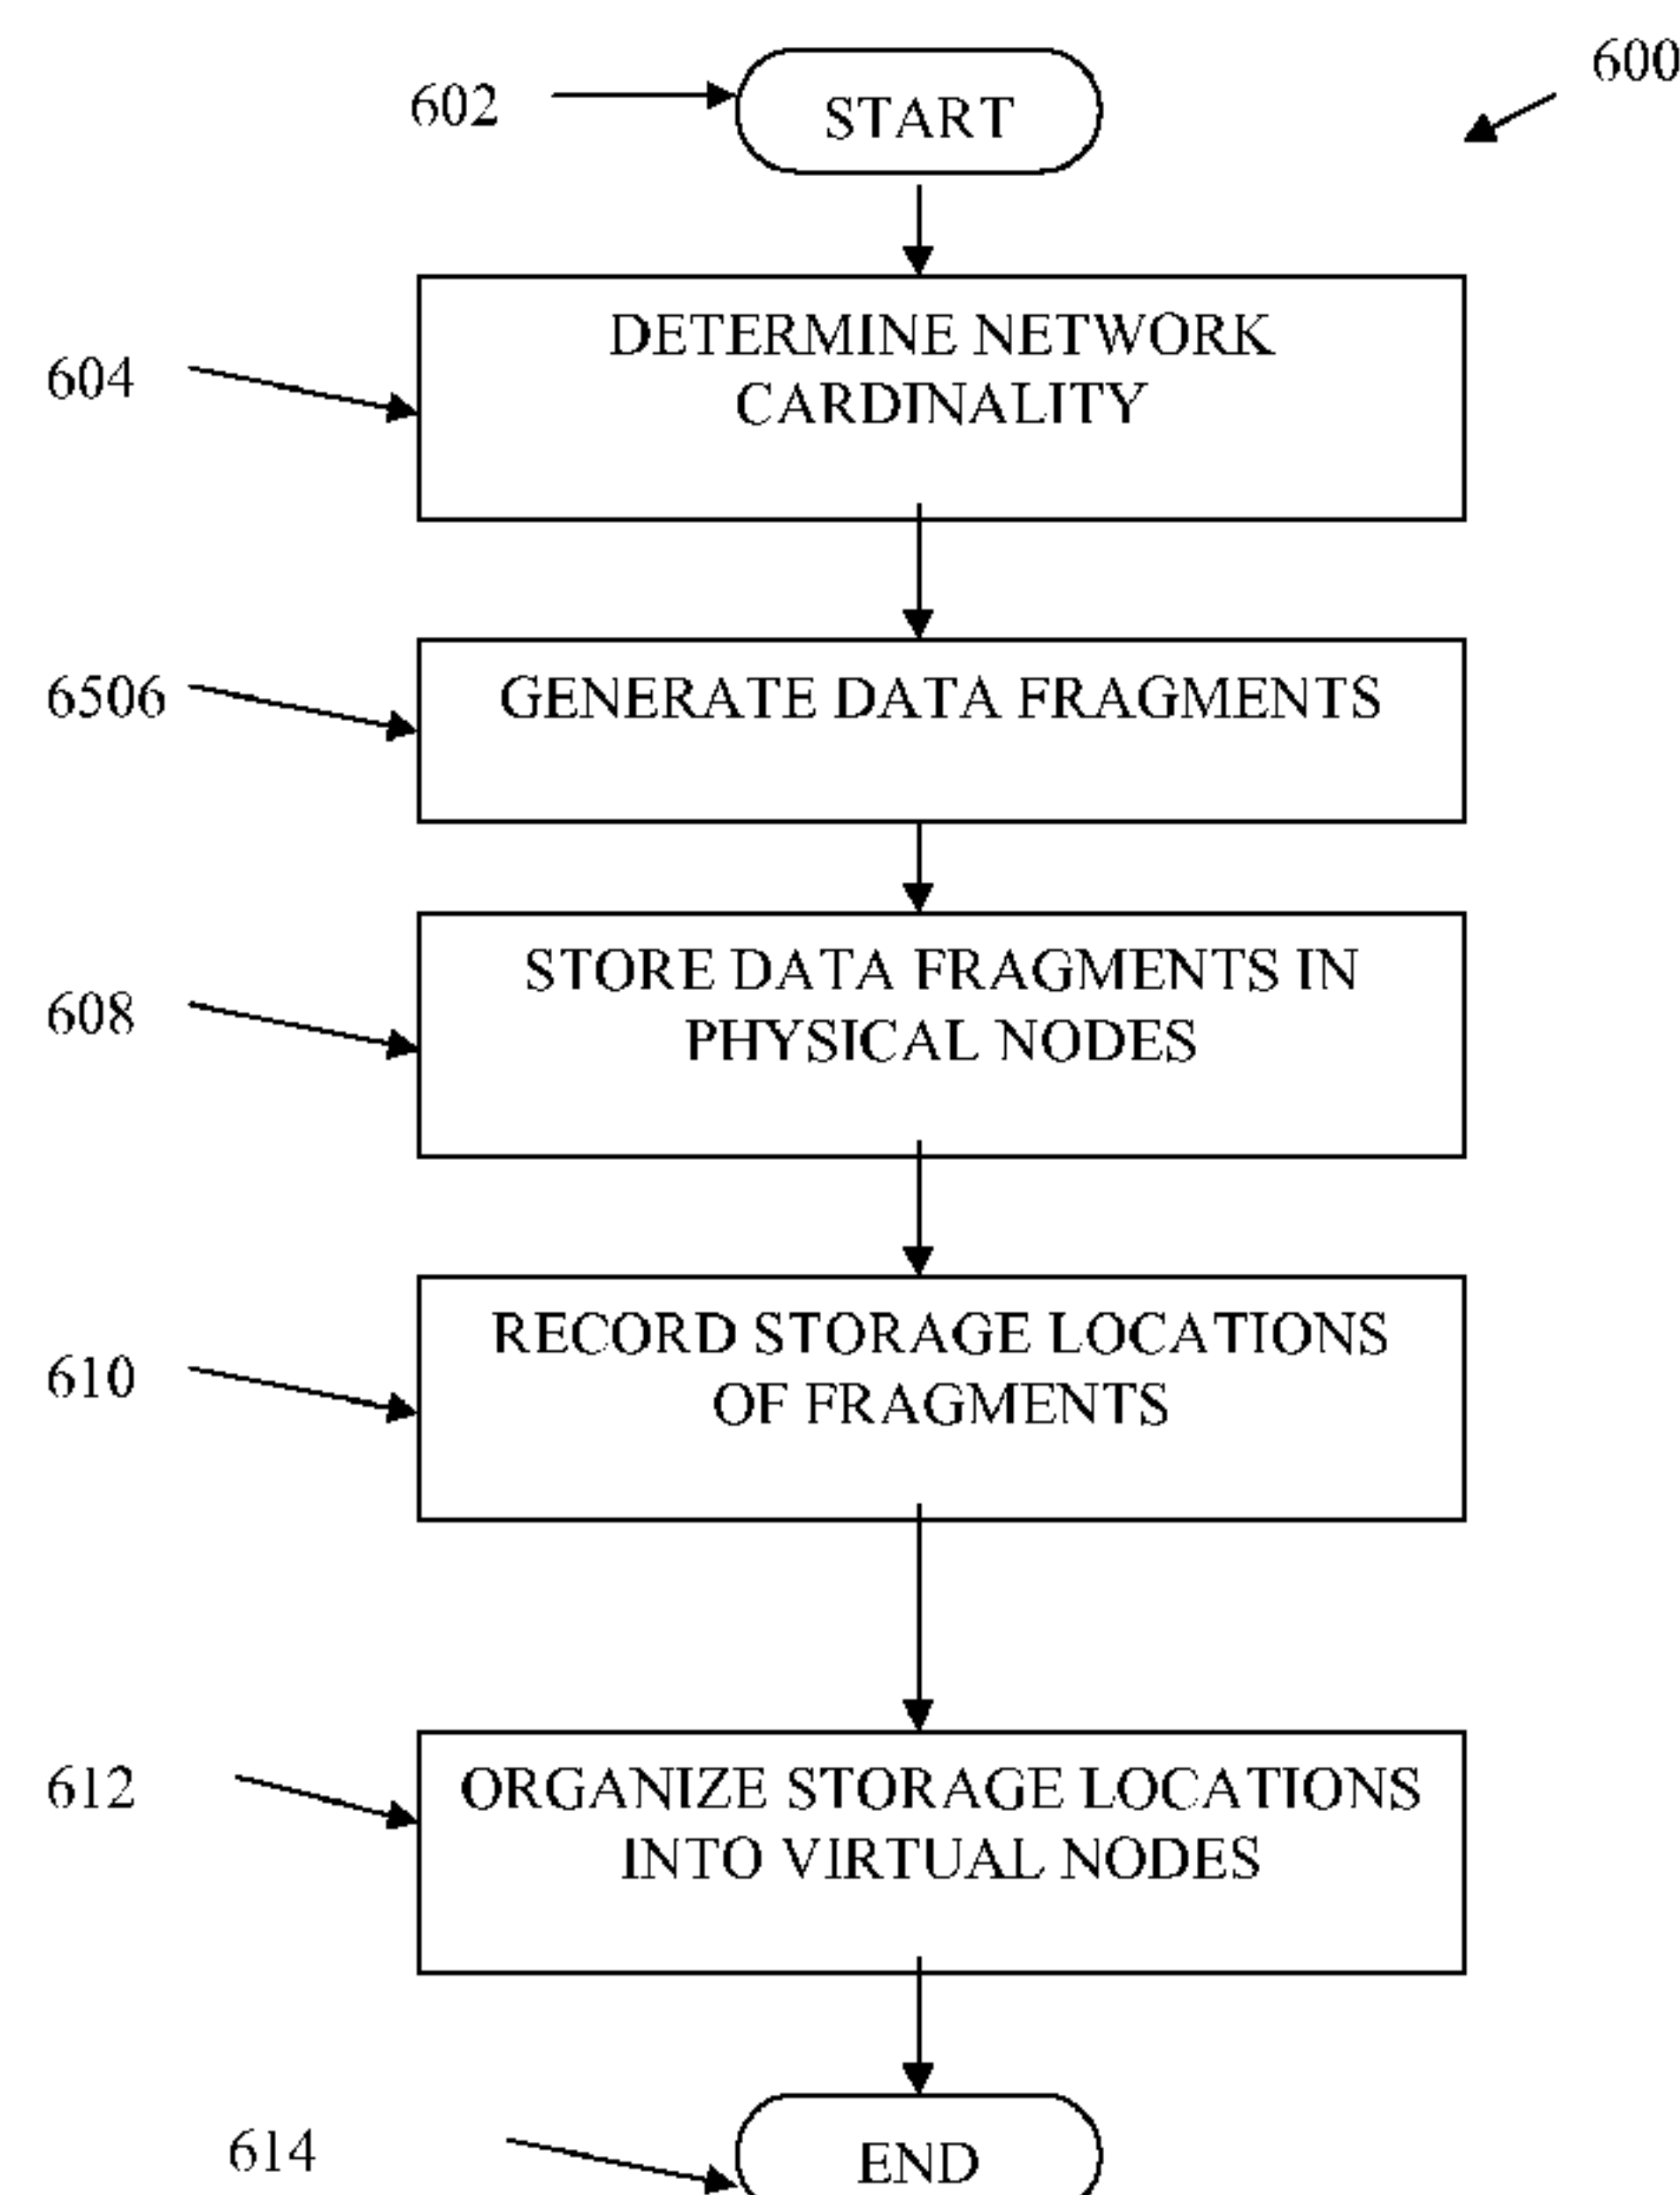 600
602
START
DETERMINE NETWORK
CARDINALITY
604
6506
GENERATE DATA FRAGMENTS
STORE DATA FRAGMENTS IN
PHYSICAL NODES
608
RECORD STORAGE LOCATIONS
OF FRAGMENTS
610
612
ORGANIZE STORAGE LOCATIONS
INTO VIRTUAL NODES
614
END